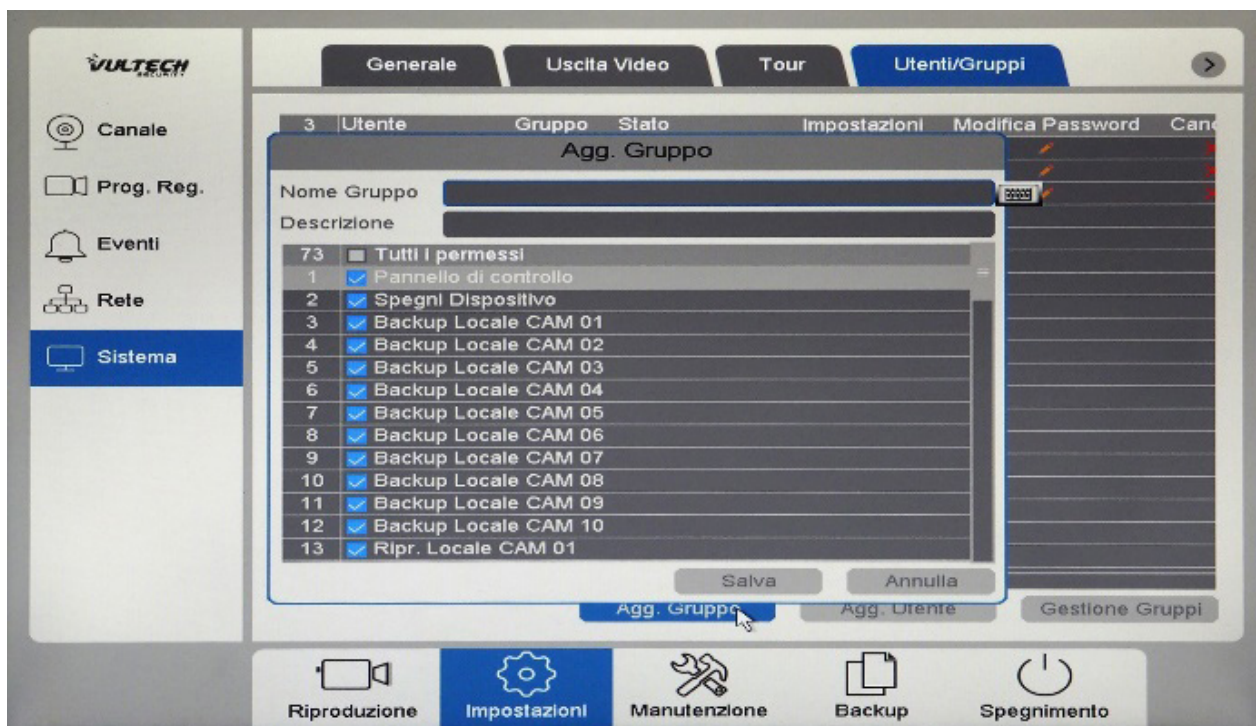 VULTECH
SECURITY
Generale Uscita Video Tour Utenti/Gruppi
Canale
Prog. Reg.
Eventi
Rete
Sistema
3 Utente Gruppo Stato Impostazioni Modifica Password
Agg. Gruppo
Nome Gruppo
Descrizione
73 Tutti i permessi
1 Pannello di controllo
2 Spegni Dispositivo
3 Backup Locale CAM 01
4 Backup Locale CAM 02
5 Backup Locale CAM 03
6 Backup Locale CAM 04
7 Backup Locale CAM 05
8 Backup Locale CAM 06
9 Backup Locale CAM 07
10 Backup Locale CAM 08
11 Backup Locale CAM 09
12 Backup Locale CAM 10
13 Ripr. Locale CAM 01
Salva Annulla
Agg. Gruppo Agg. Utente Gestione Gruppi
Riproduzione Impostazioni Manutenzione Backup Spegnimento